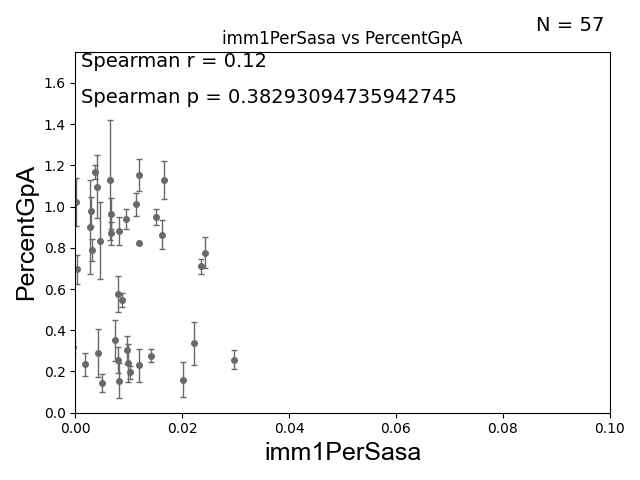 N = 57
imm1PerSasa vs PercentGpA
Spearman r = 0.12
Spearman p = 0.38293094735942745
1.6
1.4
1.2
1.0
0.8
0.6
0.4
0.2
0.0
PercentGpA
0.00 0.02 0.04 0.06 0.08 0.10
imm1PerSasa